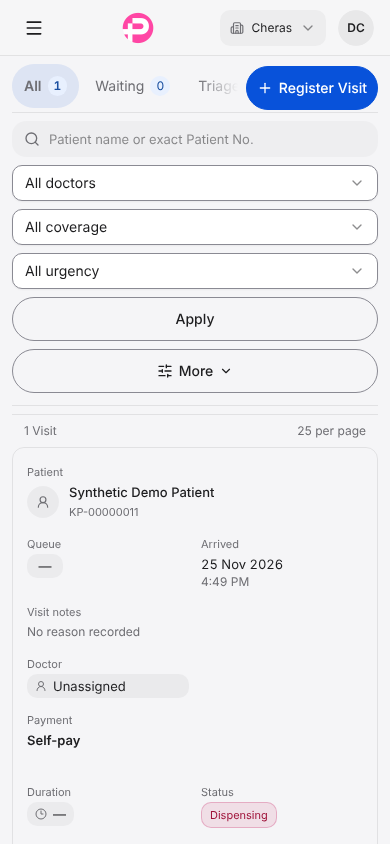 Cheras
DC
All 1
Waiting 0
Triage
+ Register Visit
Patient name or exact Patient No.
All doctors
All coverage
All urgency
Apply
More
1 Visit
25 per page
Patient
Synthetic Demo Patient
KP-00000011
Queue
Arrived
—
25 Nov 2026
4:49 PM
Visit notes
No reason recorded
Doctor
Unassigned
Payment
Self-pay
Duration
Status
—
Dispensing